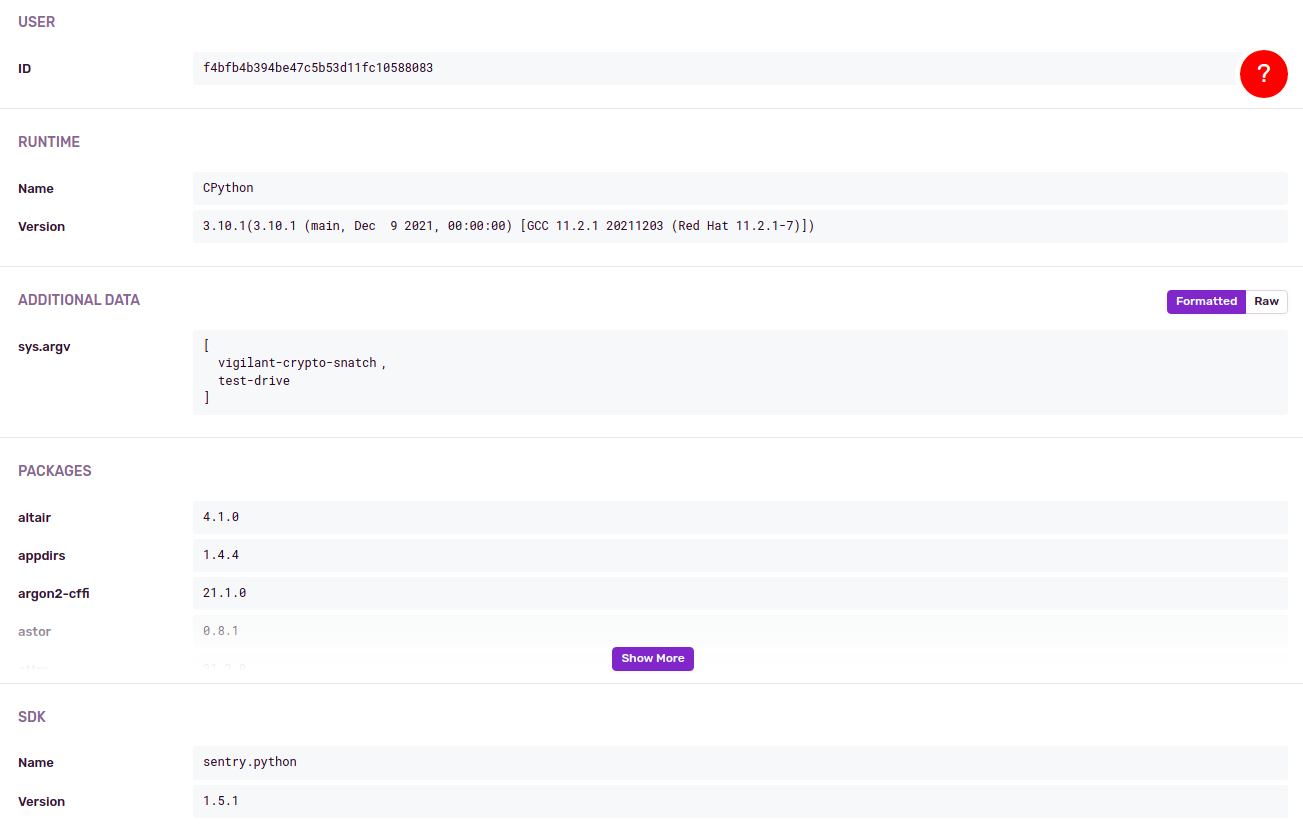 USER
ID
f4bfb4b394be47c5b53d11fc10588083
?
RUNTIME
Name
CPython
Version
3.10.1(3.10.1 (main, Dec  9 2021, 00:00:00) [GCC 11.2.1 20211203 (Red Hat 11.2.1-7)])
ADDITIONAL DATA
Formatted
Raw
sys.argv
[
vigilant-crypto-snatch ,
test-drive
]
PACKAGES
altair
4.1.0
appdirs
1.4.4
argon2-cffi
21.1.0
astor
0.8.1
Show More
SDK
Name
sentry.python
Version
1.5.1